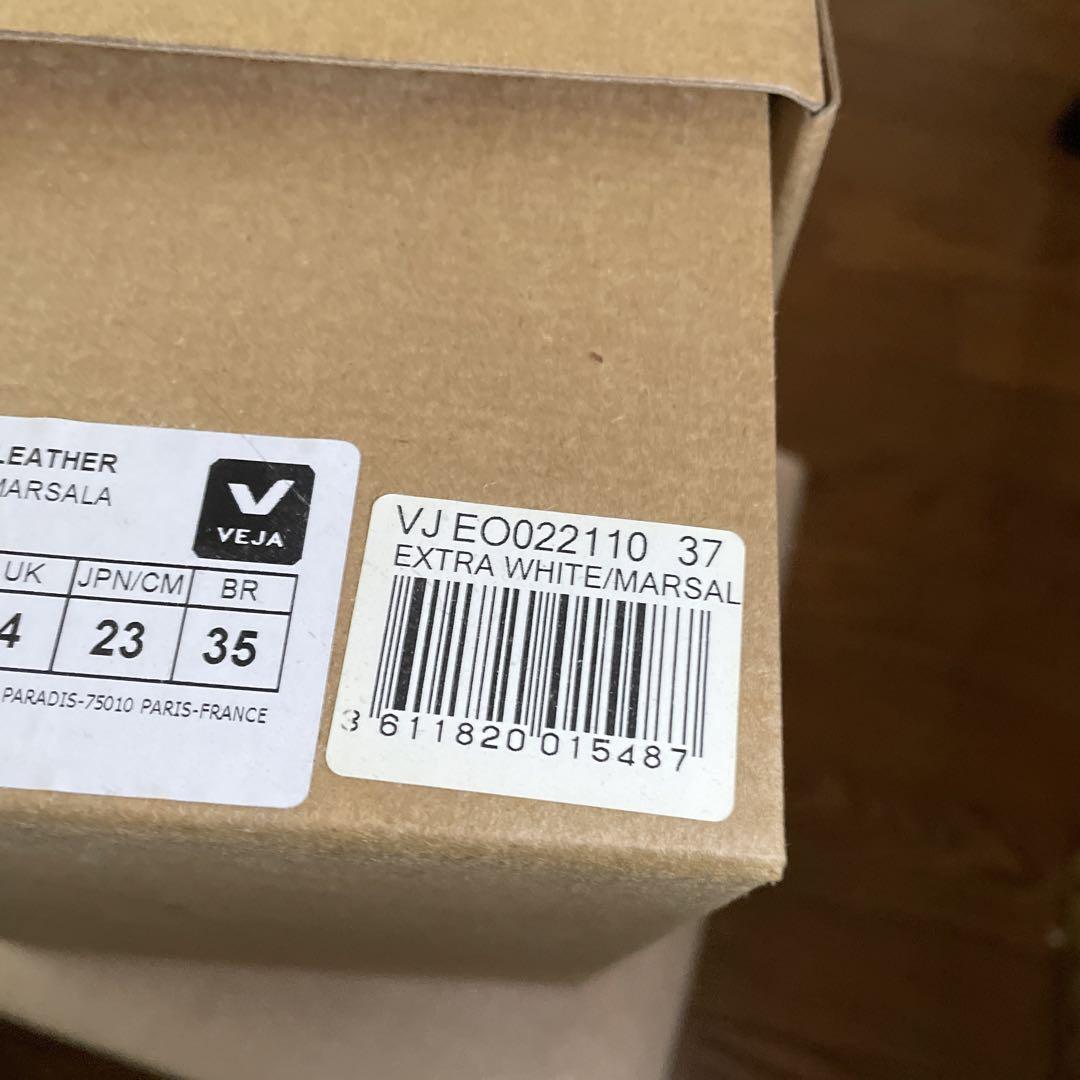 LEATHER
MARSALA
VEJA
UK JPN/CM BR
4 23 35
PARADIS-75010 PARIS-FRANCE
VJ EO022110 37
EXTRA WHITE/MARSAL
3 611820 015487